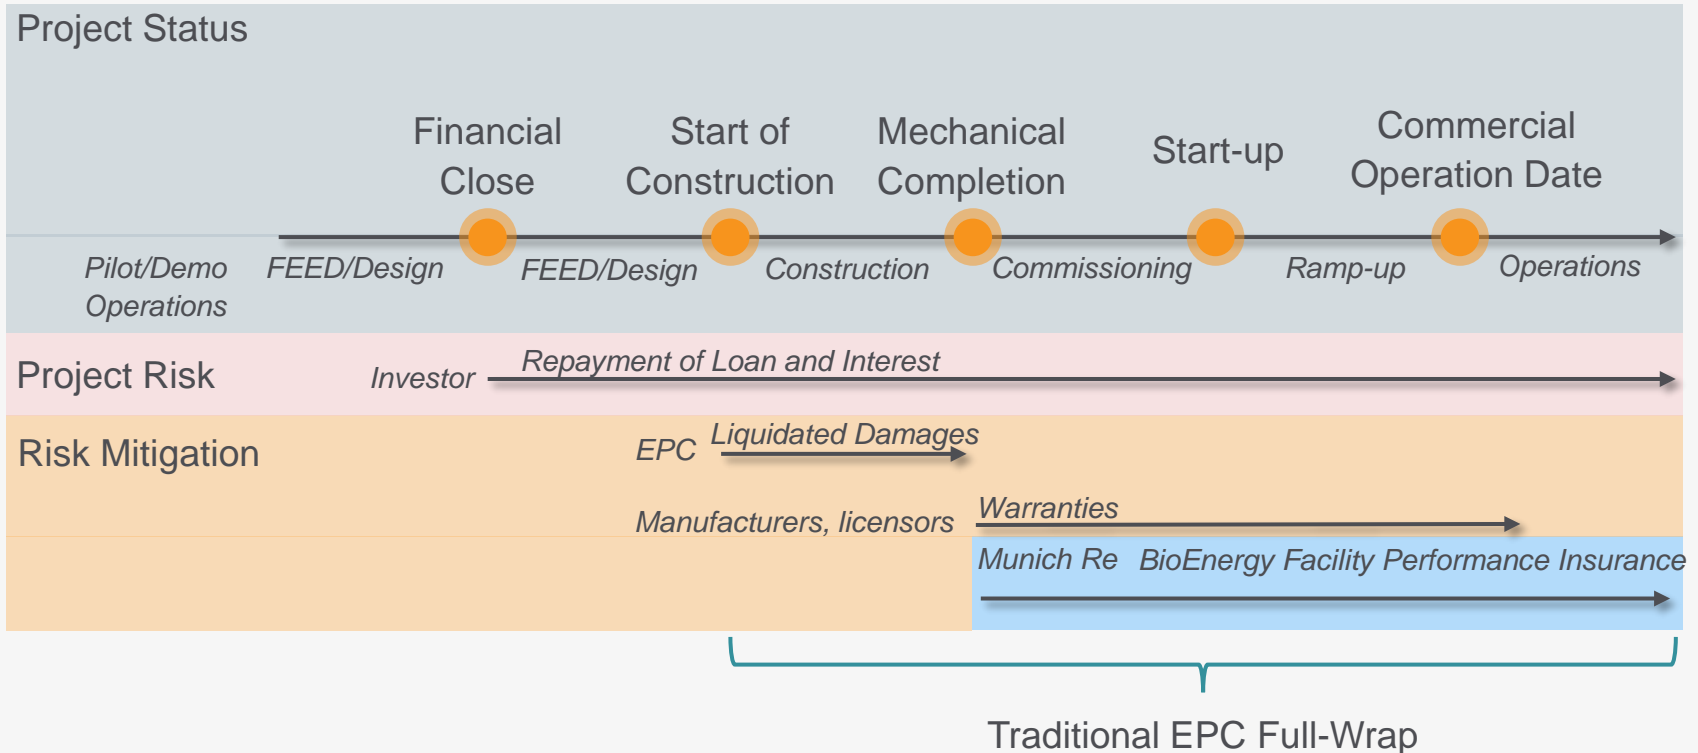 Project Status
Financial
Close
Start of
Construction
Mechanical
Completion
Start-up
Commercial
Operation Date
Pilot/Demo
Operations
FEED/Design
FEED/Design
Construction
Commissioning
Ramp-up
Operations
Project Risk
Investor
Repayment of Loan and Interest
Risk Mitigation
EPC
Liquidated Damages
Manufacturers, licensors
Warranties
Munich Re
BioEnergy Facility Performance Insurance
Traditional EPC Full-Wrap